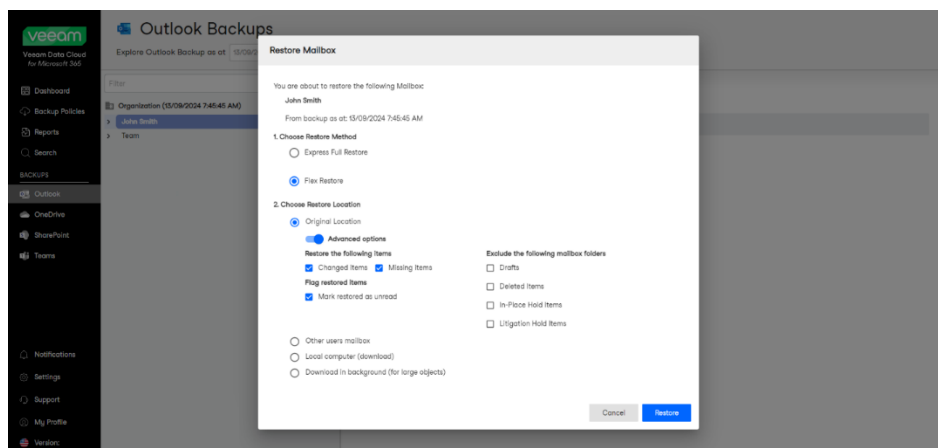 veeam
Veeam Data Cloud
for Microsoft 365
Dashboard
Backup Policies
Reports
Search
BACKUPS
Outlook
OneDrive
SharePoint
Teams
Notifications
Settings
Support
My Profile
Version:
Outlook Backups
Explore Outlook Backup as at
Filter
Organization (13/09/2024 7:45:45 AM)
John Smith
Team
Restore Mailbox
You are about to restore the following Mailbox:
John Smith
From backup as at: 13/09/2024 7:45:45 AM
1. Choose Restore Method
Express Full Restore
Flex Restore
2. Choose Restore Location
Original Location
Advanced options
Restore the following items
Changed Items Missing Items
Flag restored items
Mark restored as unread
Exclude the following mailbox folders
Drafts
Deleted Items
In-Place Hold Items
Litigation Hold Items
Other users mailbox
Local computer (download)
Download in background (for large objects)
Cancel Restore